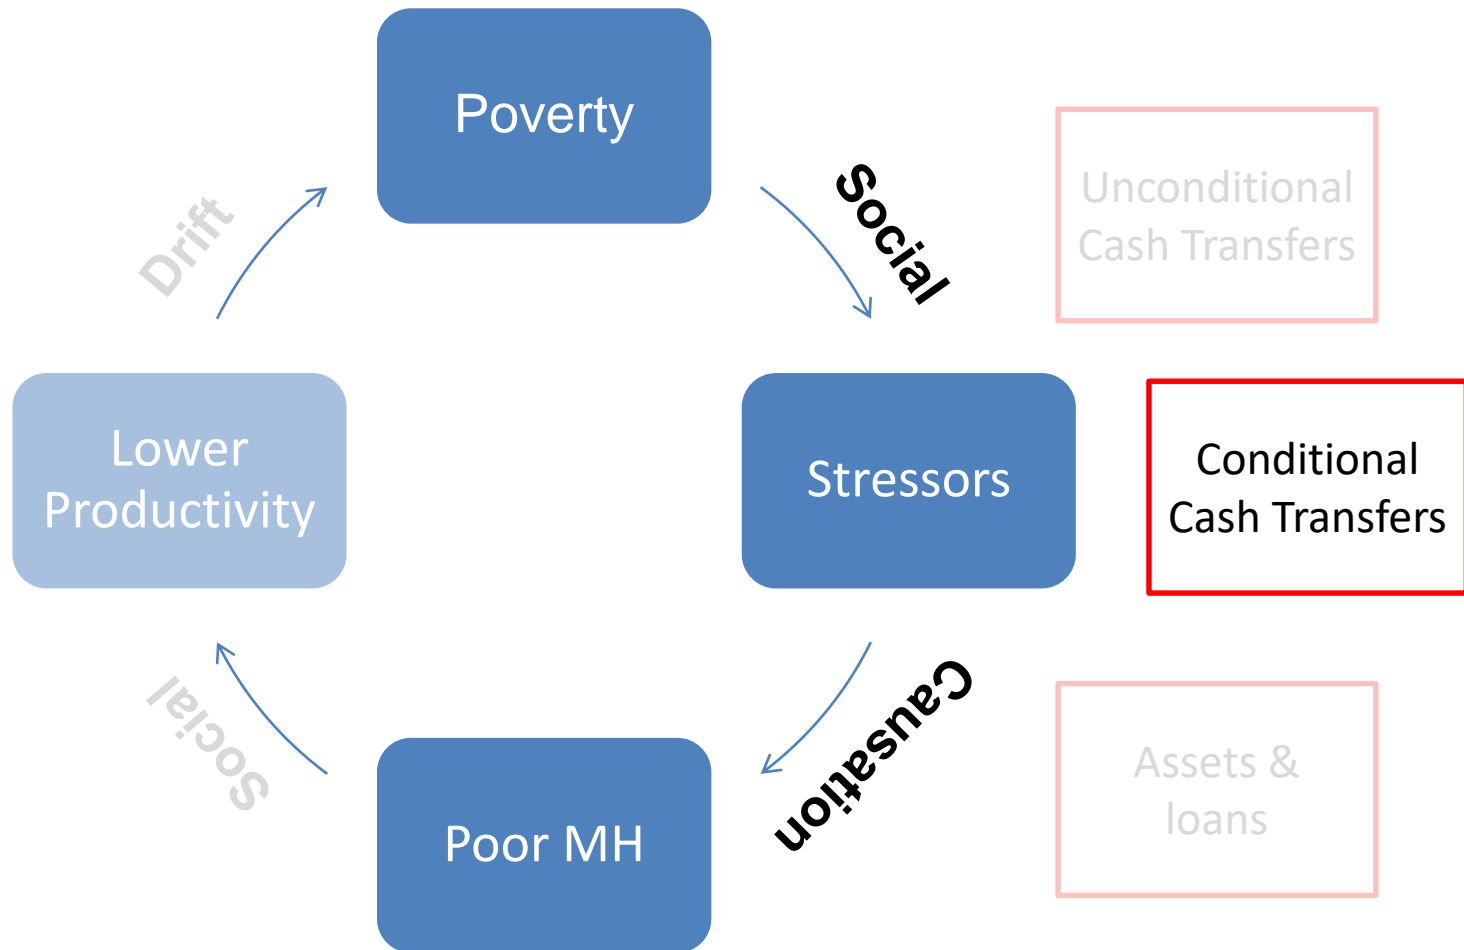 Poverty
Social
Unconditional
Cash Transfers
Drift
Lower
Productivity
Stressors
Conditional
Cash Transfers
Social
Causation
Poor MH
Assets &
loans